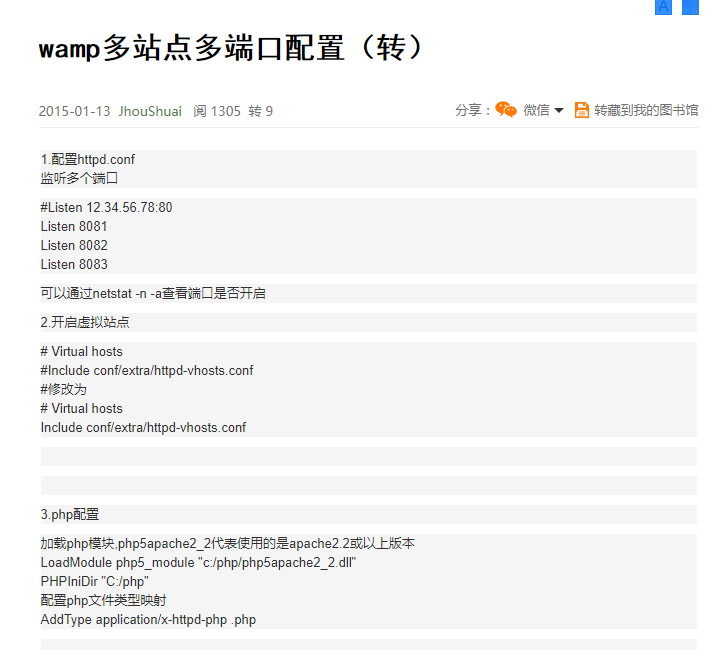 A
wamp多站点多端口配置（转）
2015-01-13 JhouShuai 阅 1305 转 9
分享： 微信 转藏到我的图书馆
1.配置httpd.conf
监听多个端口
#Listen 12.34.56.78:80
Listen 8081
Listen 8082
Listen 8083
可以通过netstat -n -a查看端口是否开启
2.开启虚拟站点
# Virtual hosts
#Include conf/extra/httpd-vhosts.conf
#修改为
# Virtual hosts
Include conf/extra/httpd-vhosts.conf
3.php配置
加载php模块,php5apache2_2代表使用的是apache2.2或以上版本
LoadModule php5_module "c:/php/php5apache2_2.dll"
PHPIniDir "C:/php"
配置php文件类型映射
AddType application/x-httpd-php .php